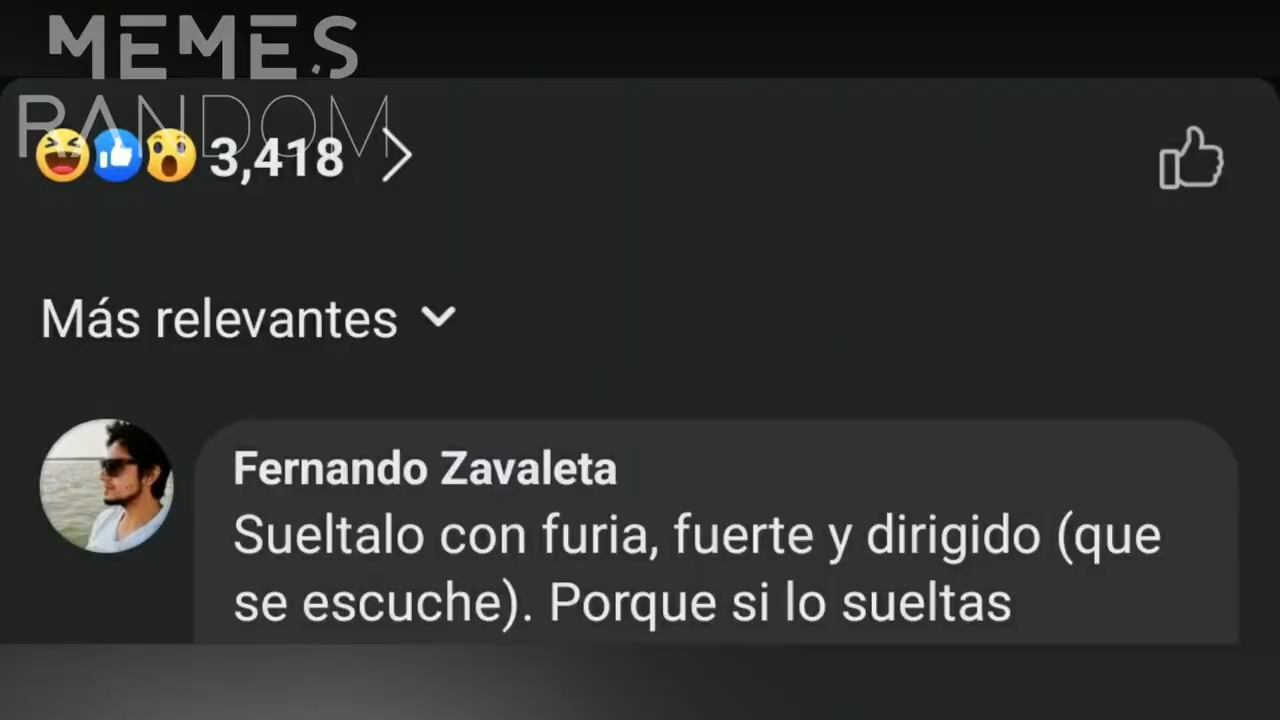 MEMES
RANDOM
3,418
Más relevantes
Fernando Zavaleta
Sueltalo con furia, fuerte y dirigido (que
se escuche). Porque si lo sueltas